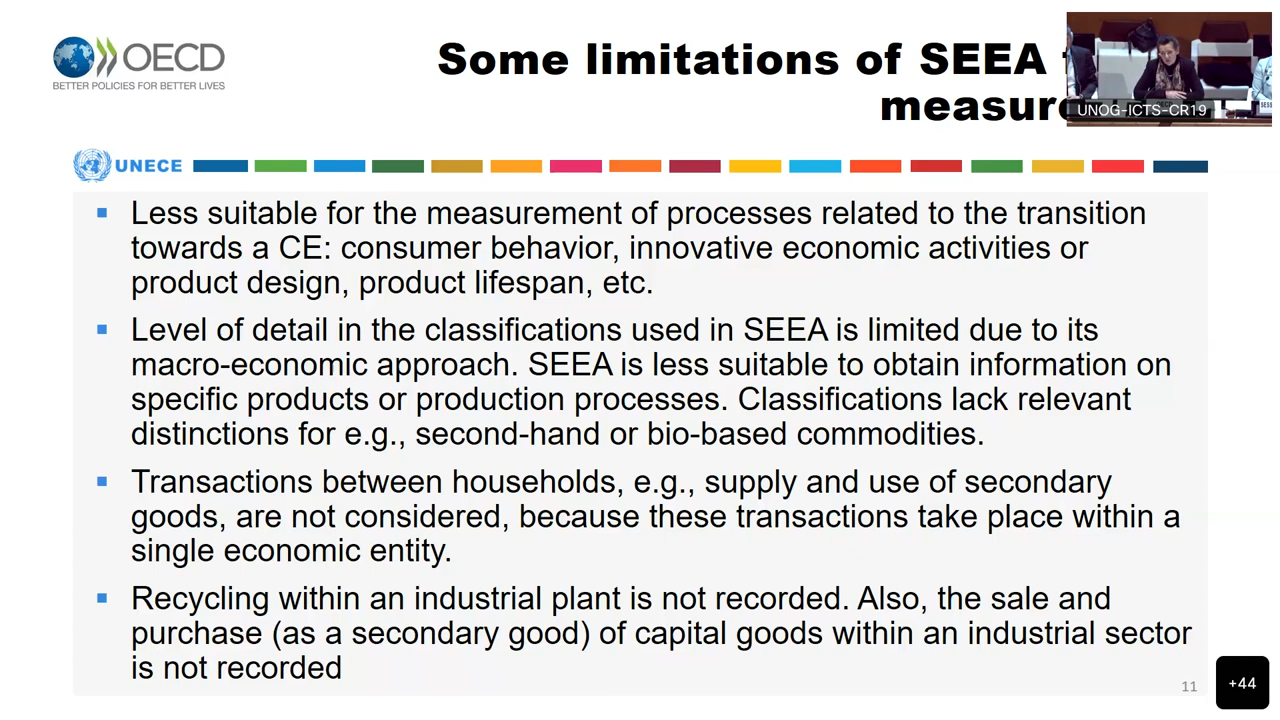 OECD
BETTER POLICIES FOR BETTER LIVES
Some limitations of SEEA
measure
UNOG-ICTS-CR19
UNECE
Less suitable for the measurement of processes related to the transition
towards a CE: consumer behavior, innovative economic activities or
product design, product lifespan, etc.
Level of detail in the classifications used in SEEA is limited due to its
macro-economic approach. SEEA is less suitable to obtain information on
specific products or production processes. Classifications lack relevant
distinctions for e.g., second-hand or bio-based commodities.
Transactions between households, e.g., supply and use of secondary
goods, are not considered, because these transactions take place within a
single economic entity.
Recycling within an industrial plant is not recorded. Also, the sale and
purchase (as a secondary good) of capital goods within an industrial sector
is not recorded
11
+44